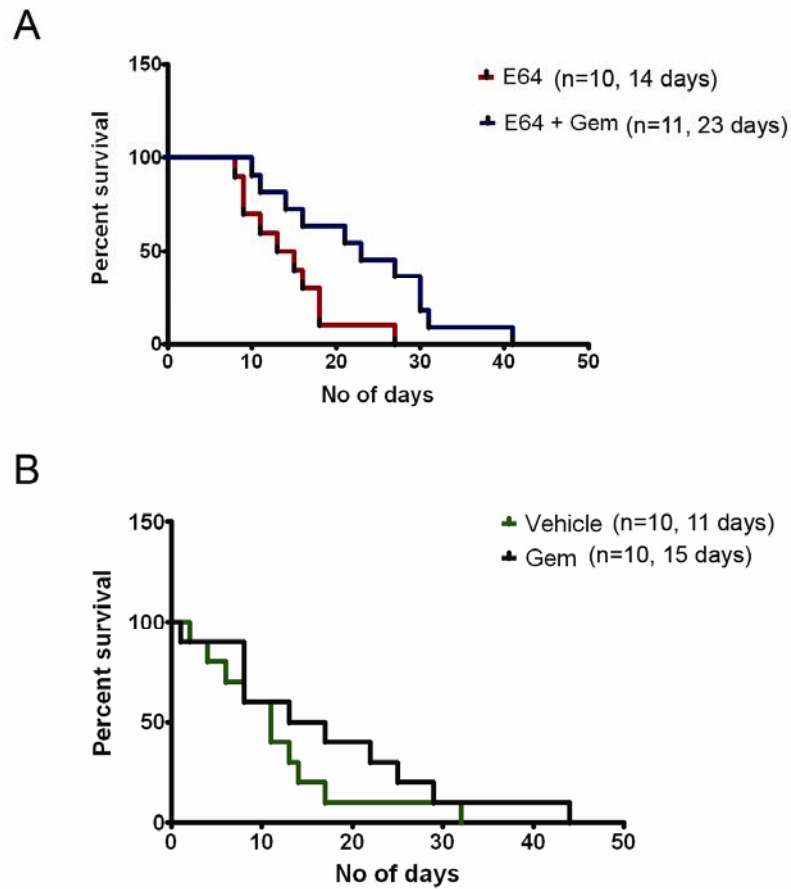 A
150
100
50
0
Percent survival
0 10 20 30 40 50
No of days
E64 (n=10, 14 days)
E64 + Gem (n=11, 23 days)
B
150
100
50
0
Percent survival
0 10 20 30 40 50
No of days
Vehicle (n=10, 11 days)
Gem (n=10, 15 days)